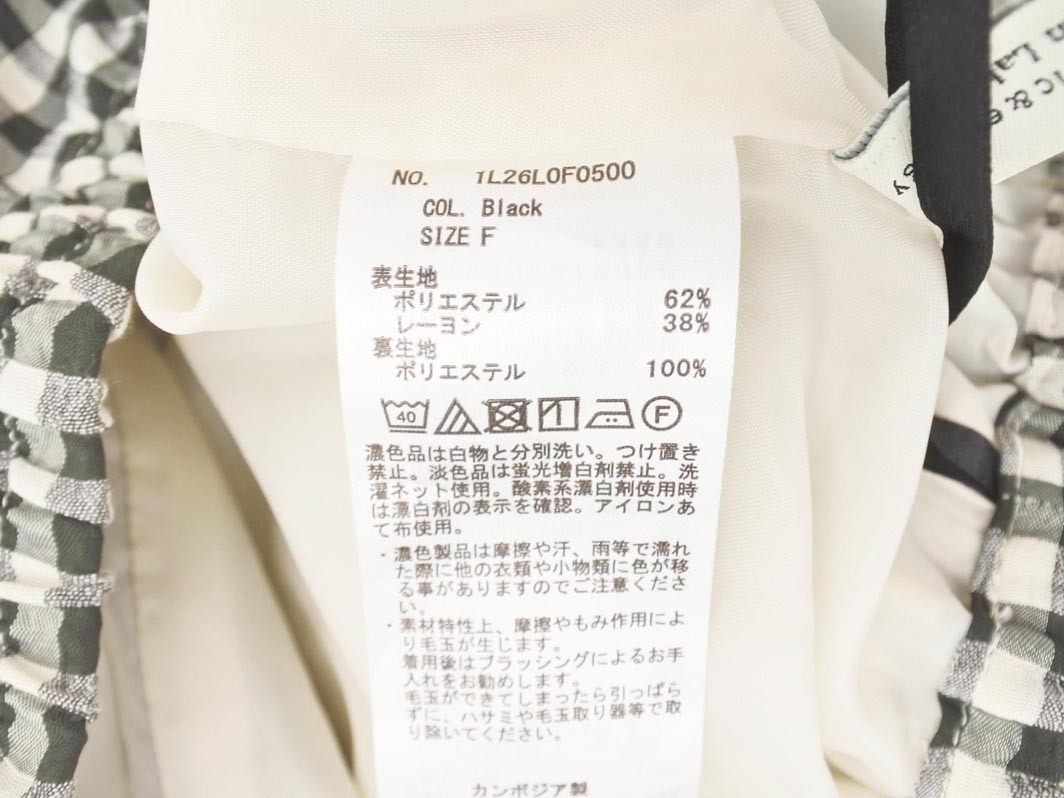 NO. 1L26L0F0500
COL. Black
SIZE F
表生地
ポリエステル 62%
レーヨン 38%
裏生地
ポリエステル 100%
40
F
濃色品は白物と分別洗い。つけ置き
禁止。淡色品は蛍光増白剤禁止。洗
濯ネット使用。酸素系漂白剤使用時
は漂白剤の表示を確認。アイロンあ
て布使用。
・濃色製品は摩擦や汗、雨等で濡れ
た際に他の衣類や小物類に色が移
る事がありますのでご注意くださ
い。
・素材特性上、摩擦やもみ作用によ
り毛玉が生じます。
着用後はブラッシングによるお手
入れをお勧めします。
毛玉ができてしまったら引っぱら
ずに、ハサミや毛玉取り器等で取
り除いてください。
カンボジア製